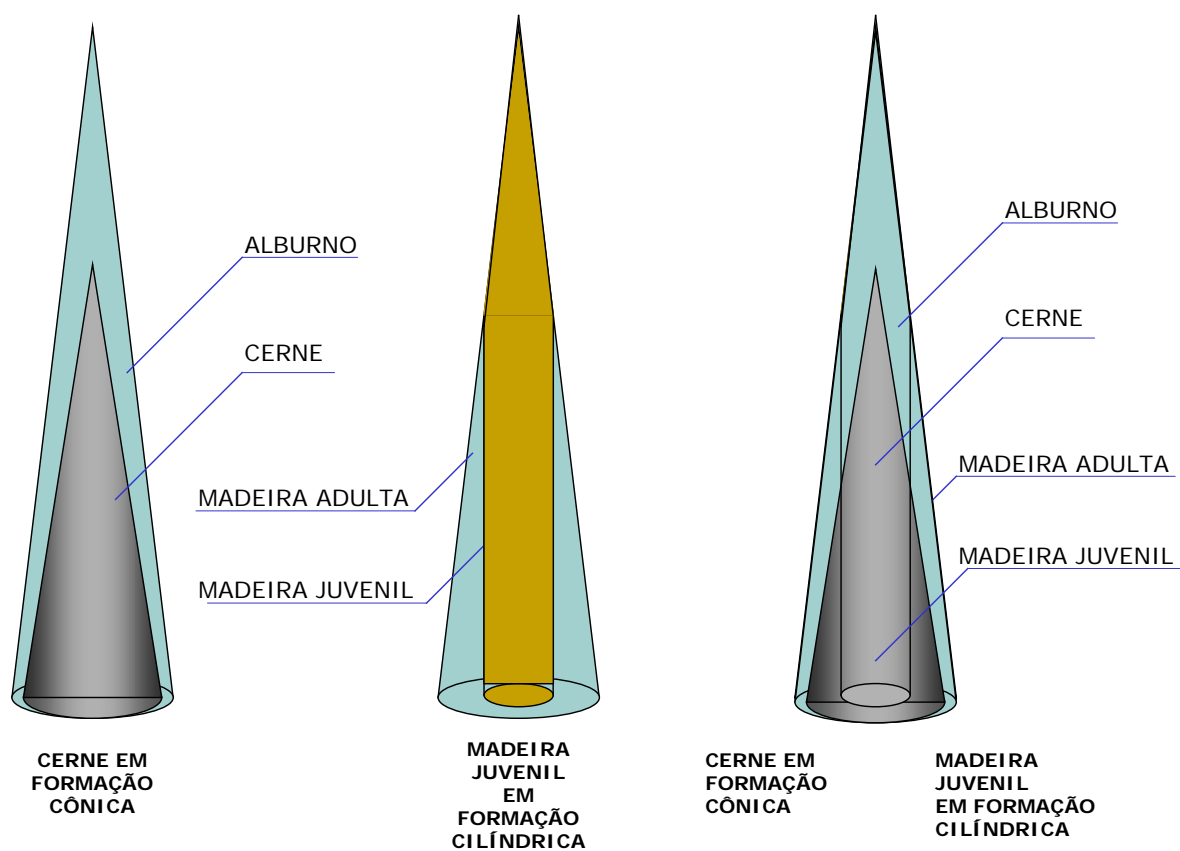 ALBURNO
CERNE
MADEIRA ADULTA
MADEIRA JUVENIL
ALBURNO
CERNE
MADEIRA ADULTA
MADEIRA JUVENIL
CERNE EM
FORMAÇÃO
CÔNICA
MADEIRA
JUVENIL
EM
FORMAÇÃO
CILÍNDRICA
CERNE EM
FORMAÇÃO
CÔNICA
MADEIRA
JUVENIL
EM FORMAÇÃO
CILÍNDRICA